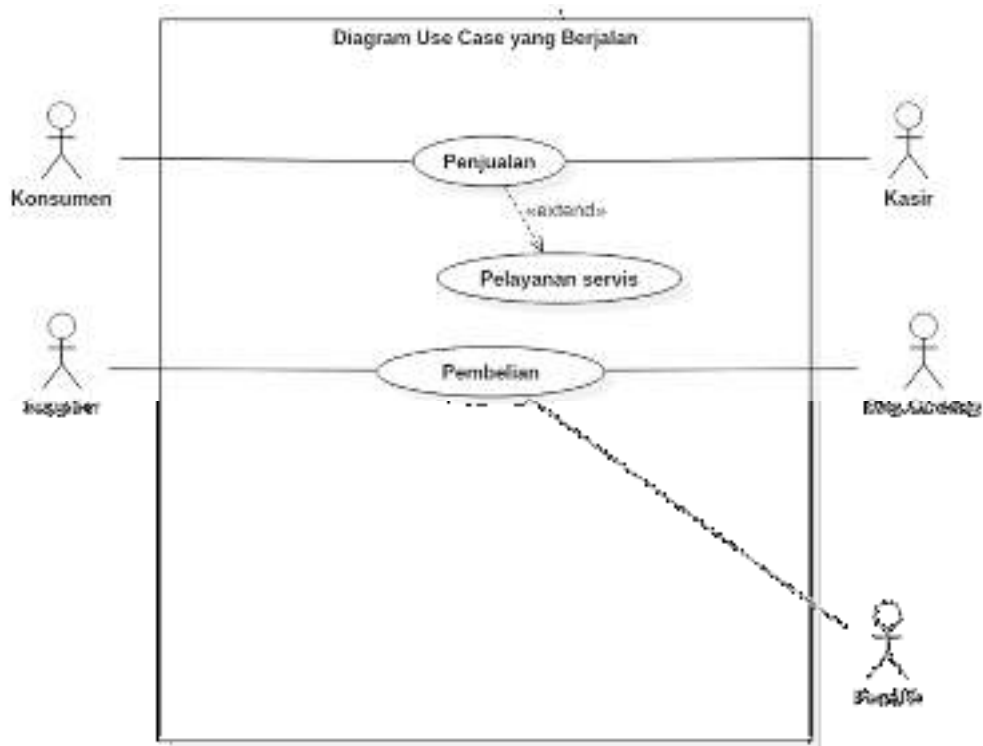 Diagram Use Case yang Berjalan
Penjualan
Konsumen
Kasir
«extend»
Pelayanan servis
Pembelian